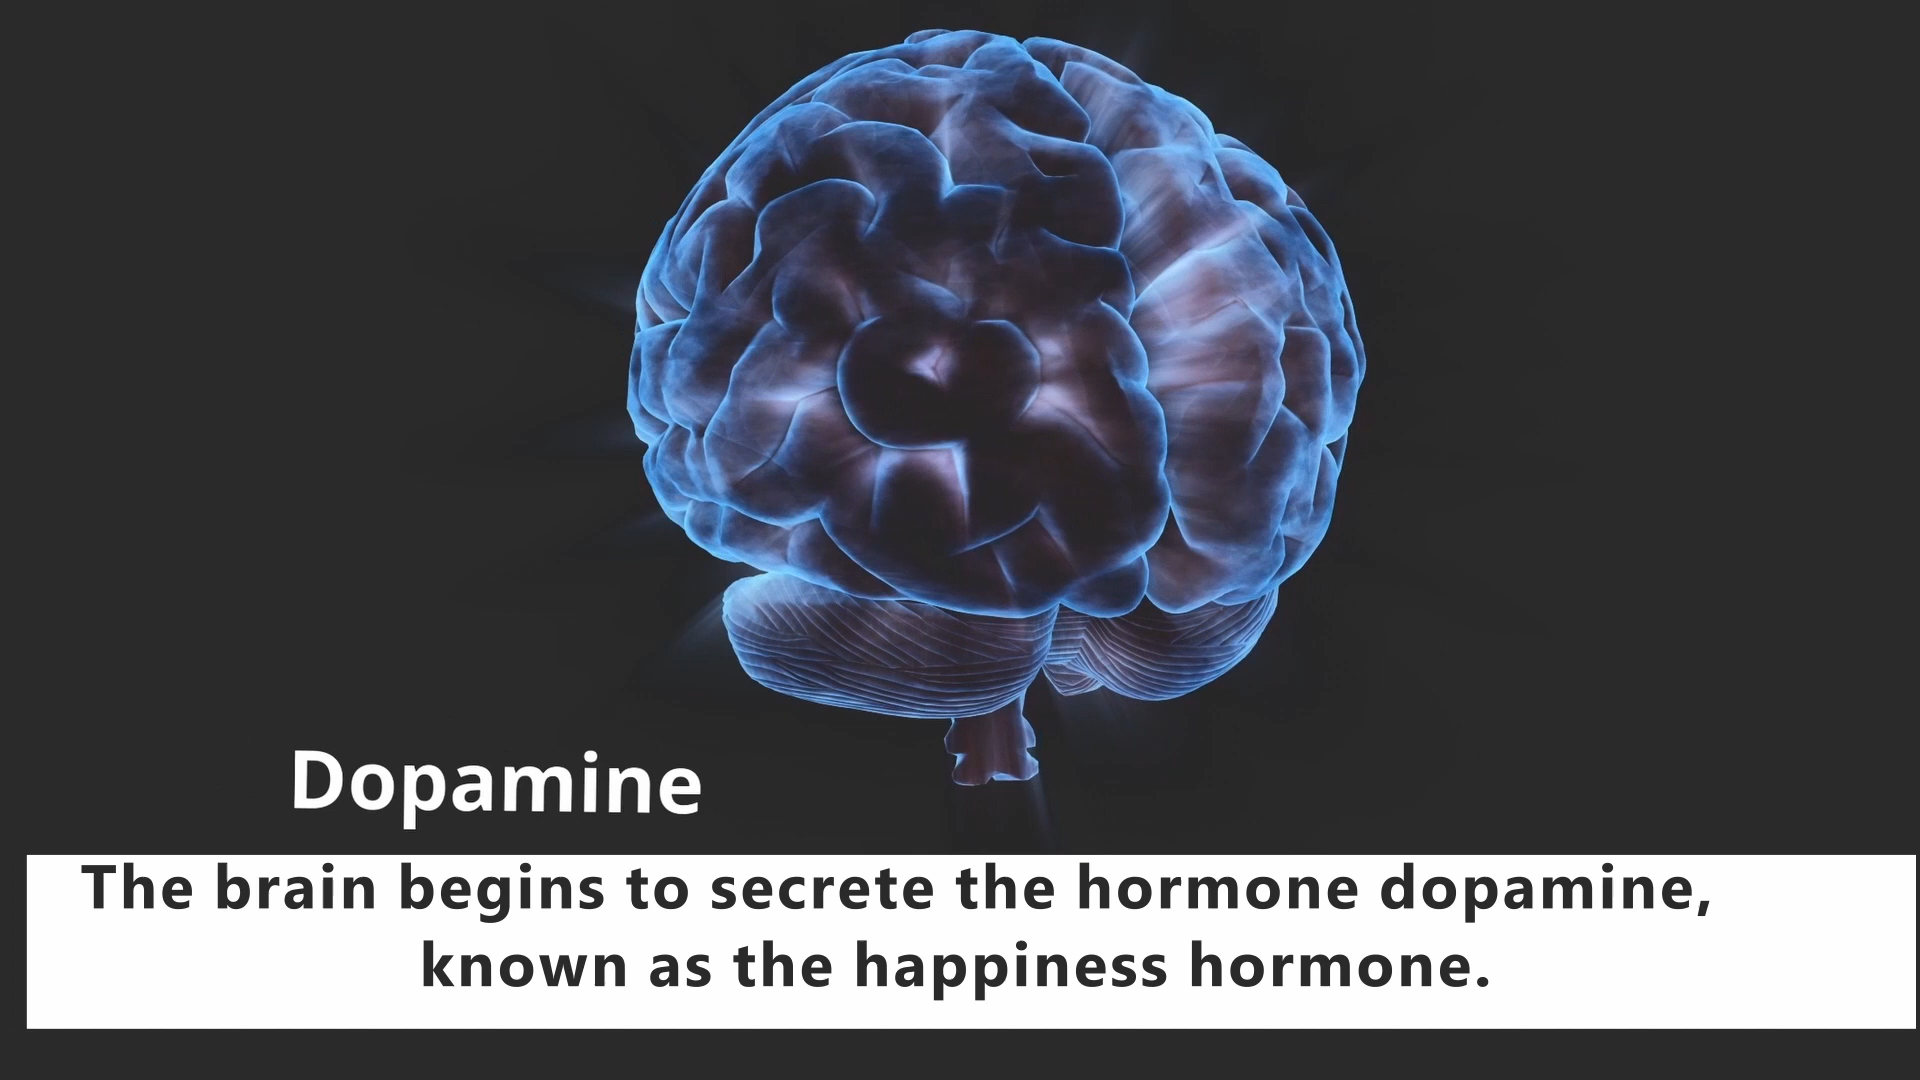 Dopamine
The brain begins to secrete the hormone dopamine,
known as the happiness hormone.